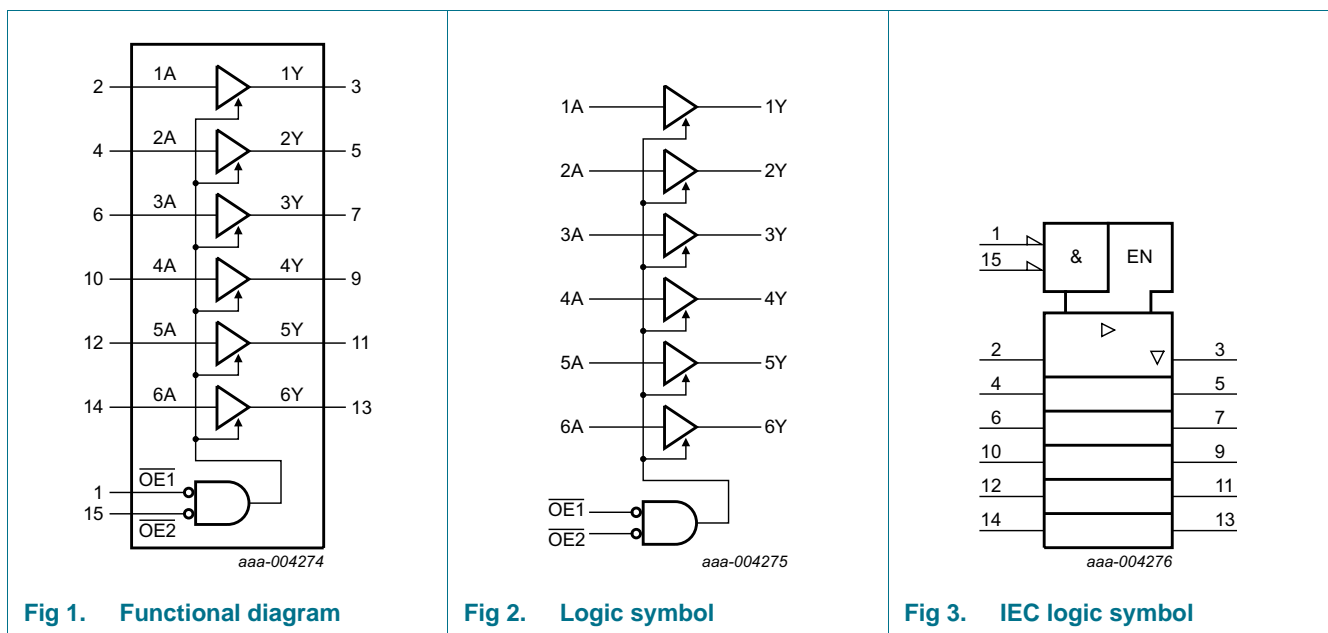 2 1A 1Y 3
4 2A 2Y 5
6 3A 3Y 7
10 4A 4Y 9
12 5A 5Y 11
14 6A 6Y 13
1 OE1
15
OE2
aaa-004274
Fig 1. Functional diagram
1A 1Y
2A 2Y
3A 3Y
4A 4Y
5A 5Y
6A 6Y
OE1
OE2
aaa-004275
Fig 2. Logic symbol
1
15
& EN
2 3
4 5
6 7
10 9
12 11
14 13
aaa-004276
Fig 3. IEC logic symbol